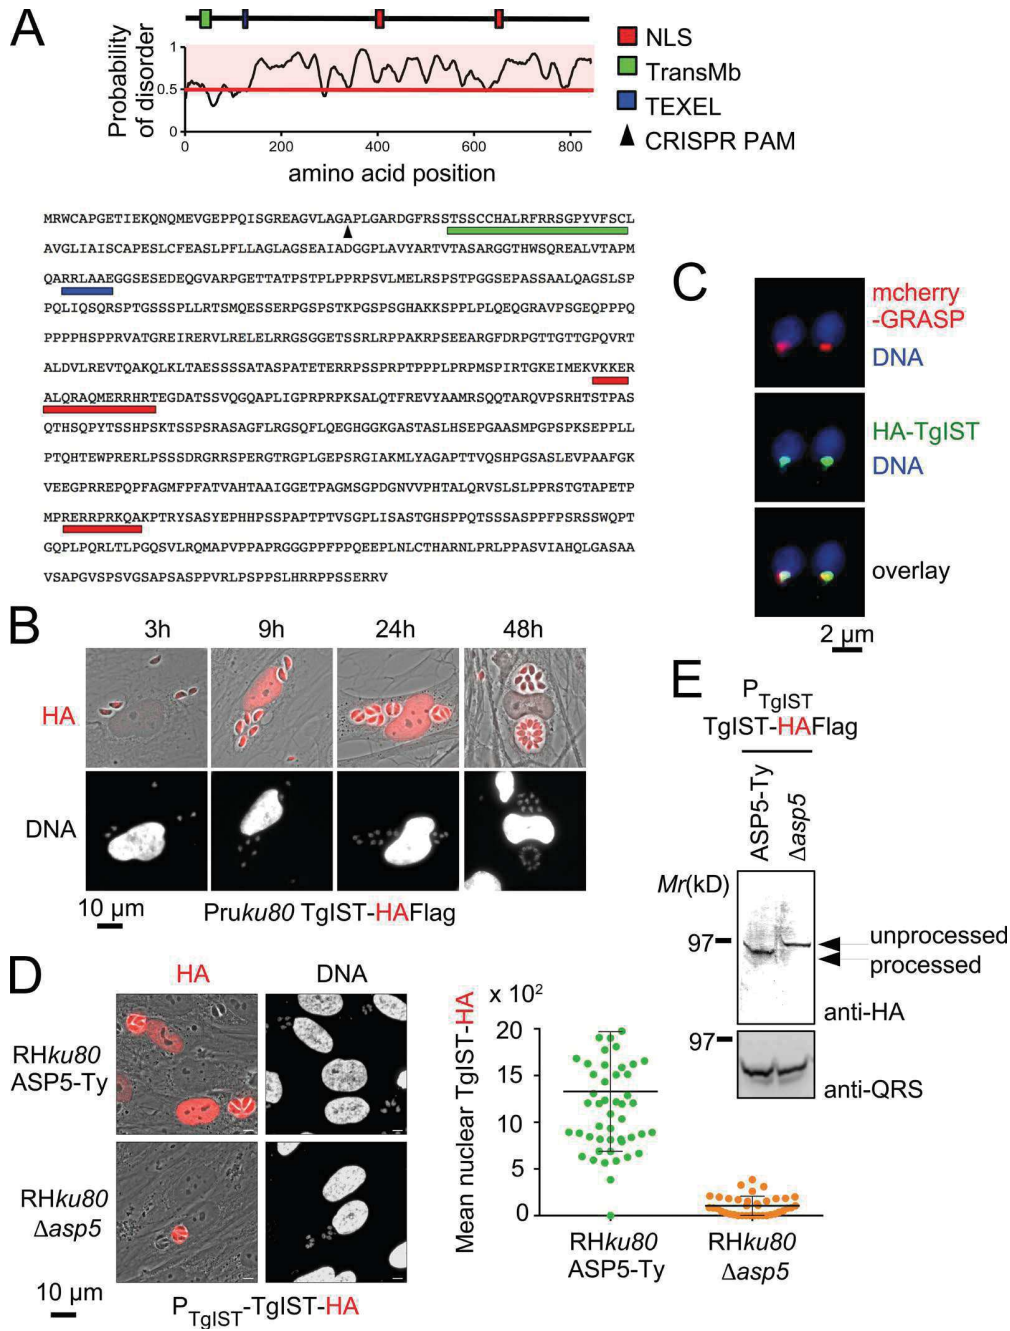 A
Probability
of disorder
1
0.5
0
0
200
400
600
800
amino acid position
NLS
TransMb
TEXEL
CRISPR PAM
MRWCAPGETIEKQNQMEVGEPPQISGREAGVLAGAPLGARDGFRSSTSSCCHALRFRRSGPYVFSCL
AVGLIAISCAPESLCFEASLPFLLAGLAGSEAIADGGPLAVYARTVTASARGGTHWSQREALVTAPM
QARRLAAEGGSESEDEQGVARPGETTATPSTPLPPRPSVLMELRSPSTPGGSEPASSAALQAGSLSP
PQLIQSQRSPTGSSSPLLRTSMQESSERPGSPSTKPGSPSGHAKKSPPLPLQEQGRAVPSGEQPPPQ
PPPPHSPPRVATGREIRERVLRELELRRGSGGETSSRLRPPAKRPSEEARGFDRPGTTGTTGPQVRT
ALDVLREVTQAKQLKLTAESSSSATASPATETERRPSSPRPTPPPLPRPMSPIRTGKEIMEKVKKER
ALQRAQMERRHRTEGDATSSVQGQAPLIGPRPRPKSALQTFREVYAAMRSQQTARQVPSRHTSTPAS
QTHSQPYTSSHPSKTSSPSRASAGFLRGSQFLQEGHGGKGASTASLHSEPGAASMPGPSPKSEPPLL
PTQHTEWPRERLPSSSDRGRRSPERGTRGPLGEPSRGIAKMLYAGAPTTVQSHPGSASLEVPAAFGK
VEEGPRREPQPFAGMFPFATVAHTAAIGGETPAGMSGPDGNVVPHTALQRVSLSLPPRSTGTAPETP
MPRERRPRKQAKPTRYSASYEPHHPSSPAPTPTVSGPLISASTGHSPPQTSSSASPPFPSRSSWQPT
GQPLPQRLTLPGQSVLRQMAPVPPAPRGGGPPFPPQEEPLNLCTHARNLPRLPPASVIAHQLGASAA
VSAPGVSPSVGSAPSASPPVRLPSPPSLHRRPPSSERRV
B
3h
9h
24h
48h
HA
DNA
10 µm
Pruku80 TgIST-HAFlag
C
mcherry
-GRASP
DNA
HA-TgIST
DNA
overlay
2 µm
D
HA
DNA
RHku80
ASP5-Ty
RHku80
Δasp5
10 µm
P TgIST-TgIST-HA
Mean nuclear TgIST-HA
x 10²
20
15
10
5
0
RHku80
ASP5-Ty
RHku80
Δasp5
E
P TgIST
TgIST-HAFlag
ASP5-Ty
Δasp5
Mr(kD)
97
unprocessed
processed
anti-HA
97
anti-QRS